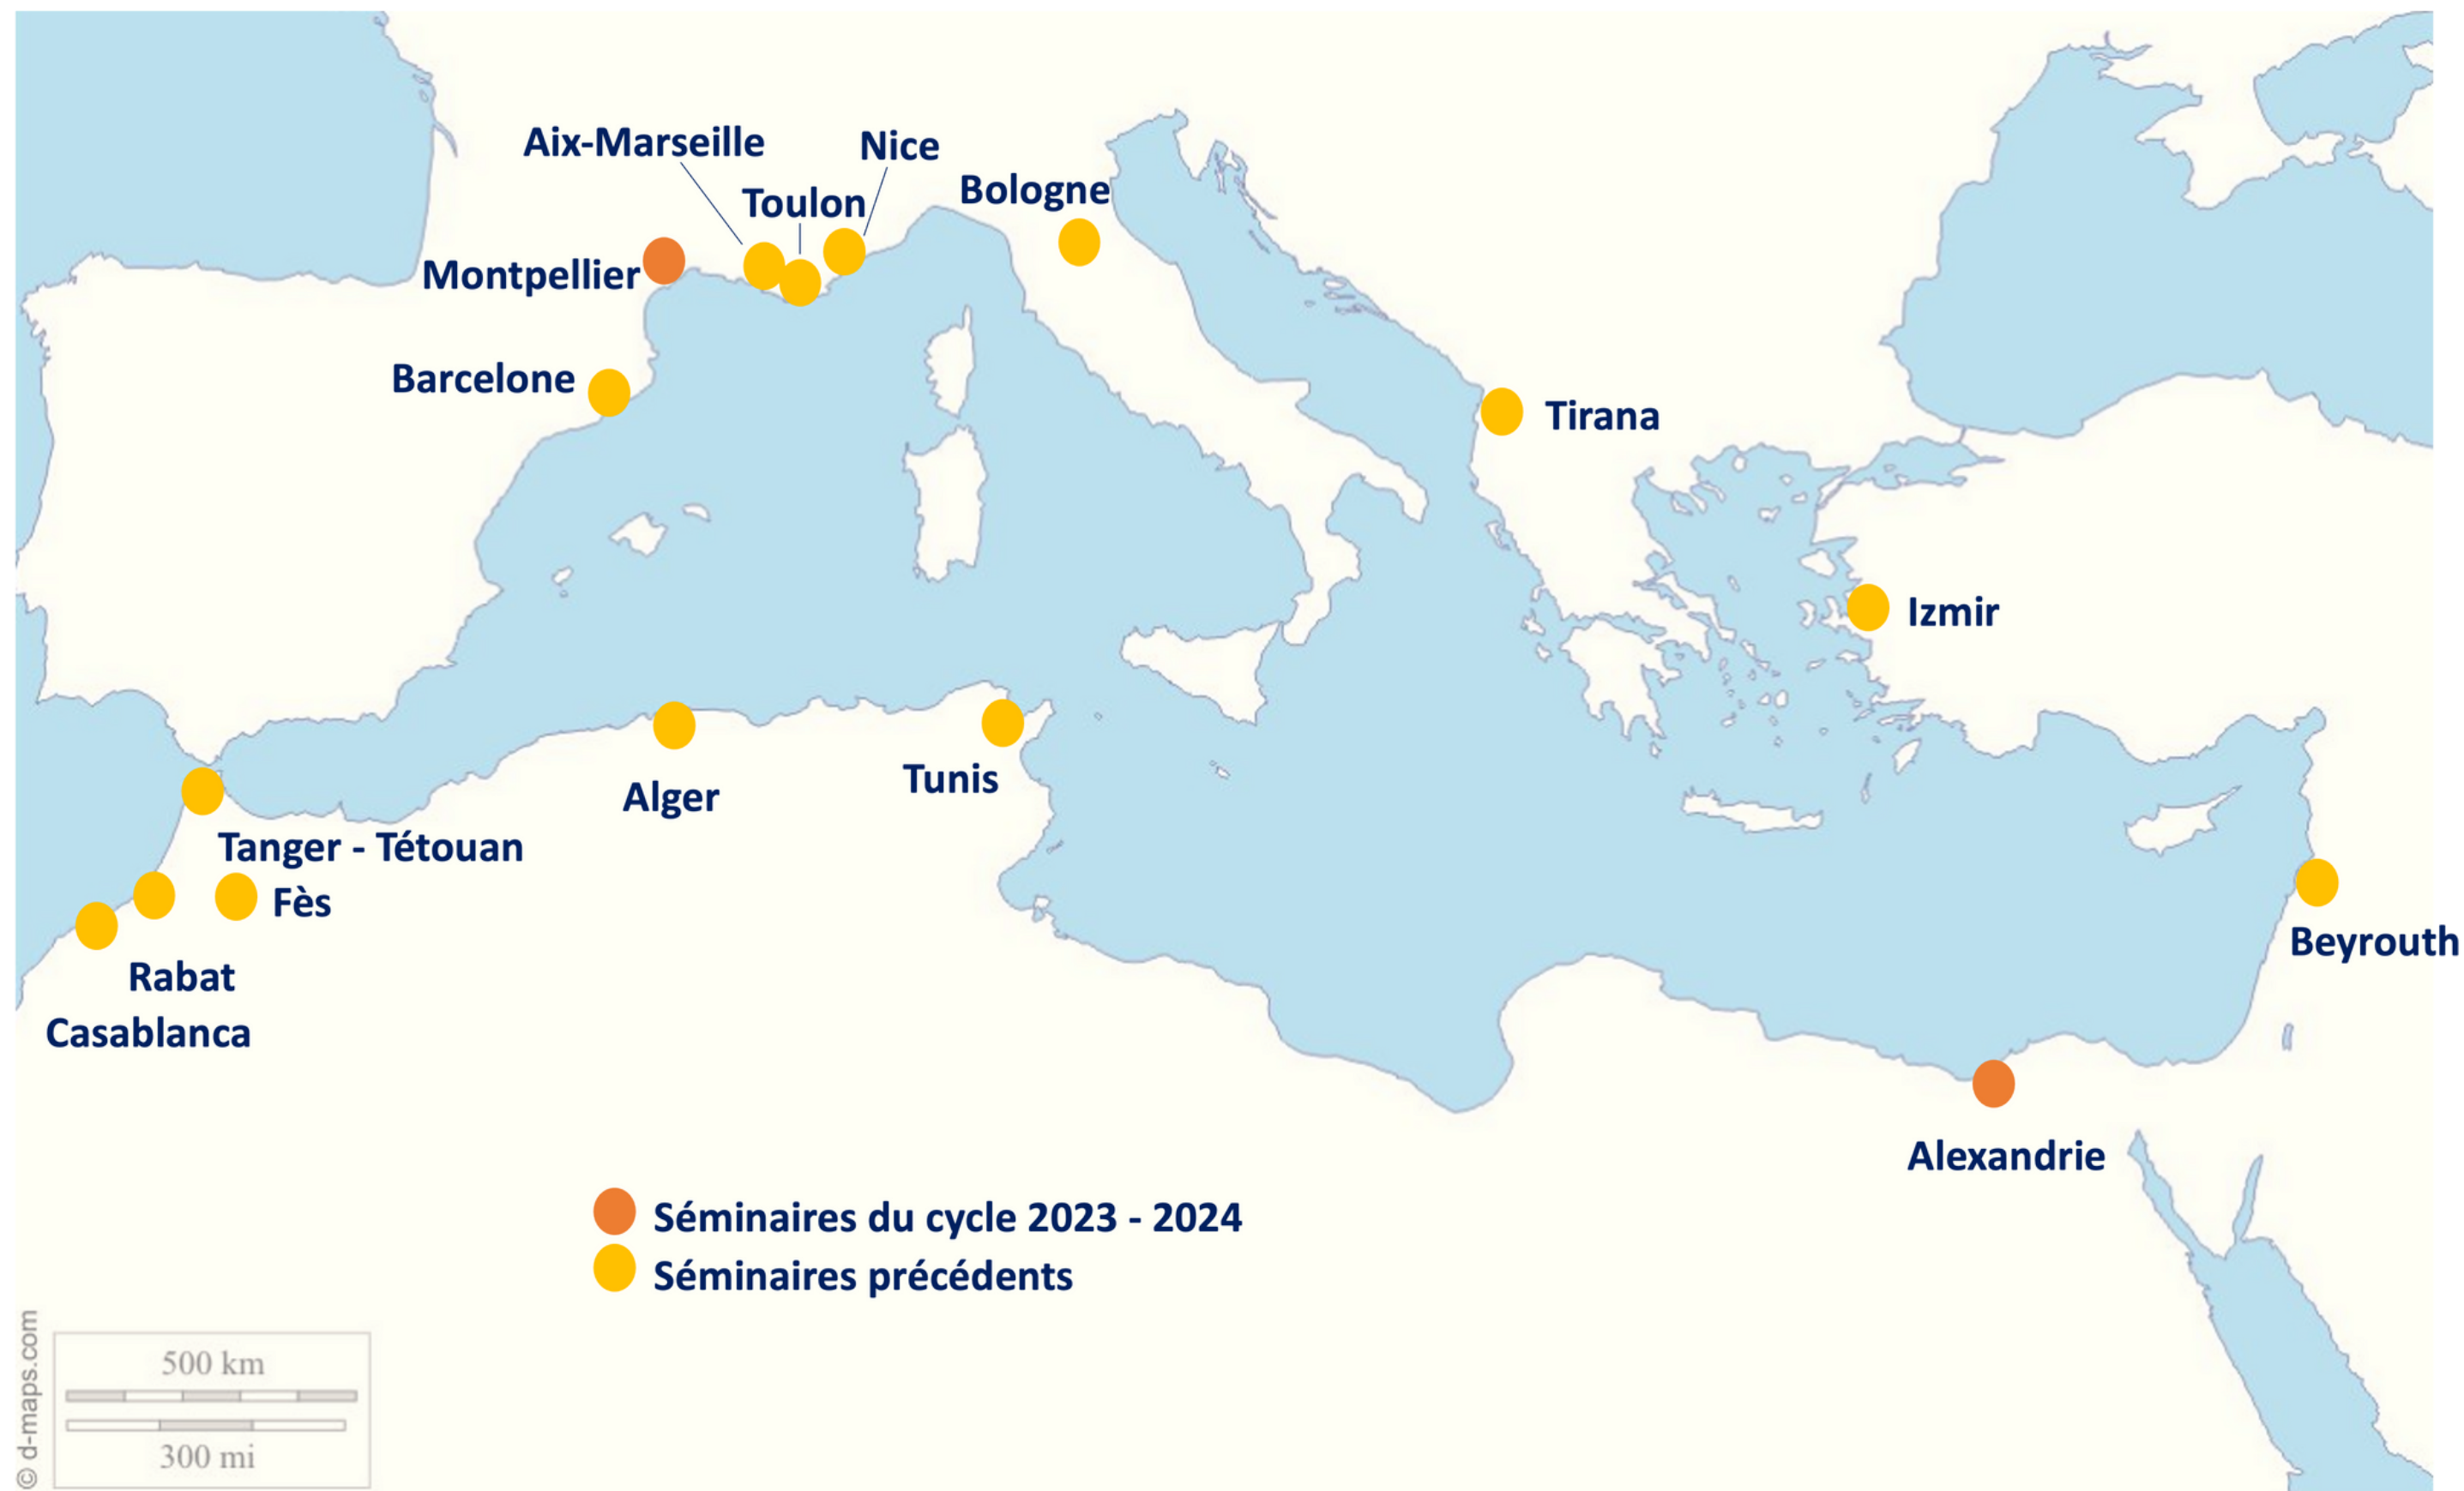 Aix-Marseille
Nice
Toulon
Bologne
Montpellier
Barcelone
Tirana
Izmir
Alger
Tunis
Tanger - Tétouan
Fès
Beyrouth
Rabat
Casablanca
Alexandrie
Séminaires du cycle 2023 - 2024
Séminaires précédents
500 km
300 mi
© d-maps.com